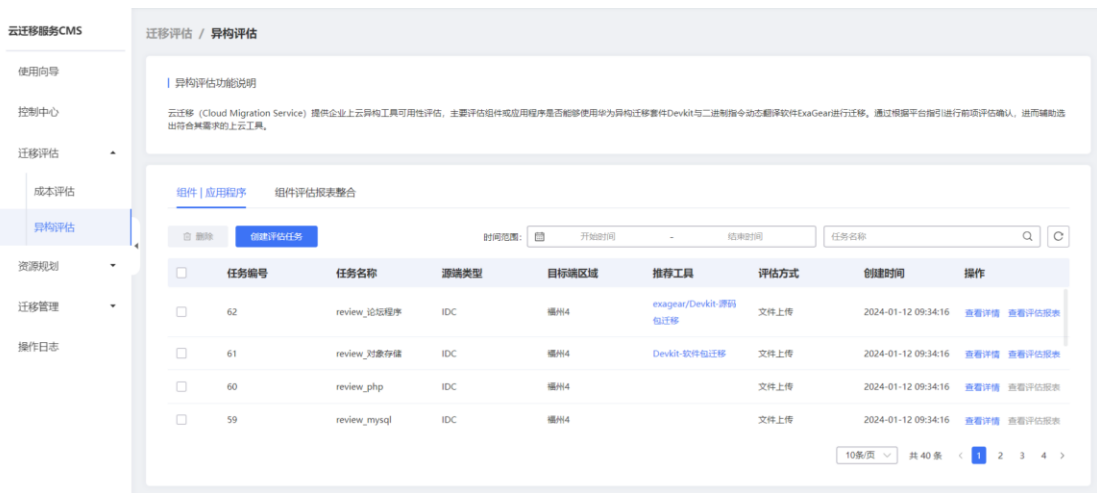 云迁移服务CMS
使用向导
控制中心
迁移评估
成本评估
异构评估
资源规划
迁移管理
操作日志
迁移评估 / 异构评估
异构评估功能说明
云迁移（Cloud Migration Service）提供企业上云异构工具可用性评估，主要评估组件或应用程序是否能够使用华为异构迁移套件Devkit与二进制指令动态翻译软件ExaGear进行迁移。通过根据平台指引进行前项评估确认，进而辅助选
出符合其需求的上云工具。
组件 | 应用程序 组件评估报表整合
删除 创建评估任务 时间范围: 开始时间 – 结束时间 任务名称
任务编号 任务名称 源端类型 目标端区域 推荐工具 评估方式 创建时间 操作
62 review_论坛程序 IDC 福州4 exagear/Devkit-源码包迁移 文件上传 2024-01-12 09:34:16 查看详情 查看评估报表
61 review_对象存储 IDC 福州4 Devkit-软件包迁移 文件上传 2024-01-12 09:34:16 查看详情 查看评估报表
60 review_php IDC 福州4 文件上传 2024-01-12 09:34:16 查看详情 查看评估报表
59 review_mysql IDC 福州4 文件上传 2024-01-12 09:34:16 查看详情 查看评估报表
10条/页 共 40 条 < 1 2 3 4 >